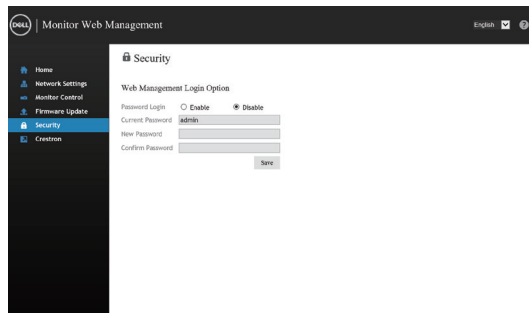 DELL Monitor Web Management English ?
Home
Network Settings
Monitor Control
Firmware Update
Security
Crestron
Security
Web Management Login Option
Password Login Enable Disable
Current Password admin
New Password
Confirm Password
Save